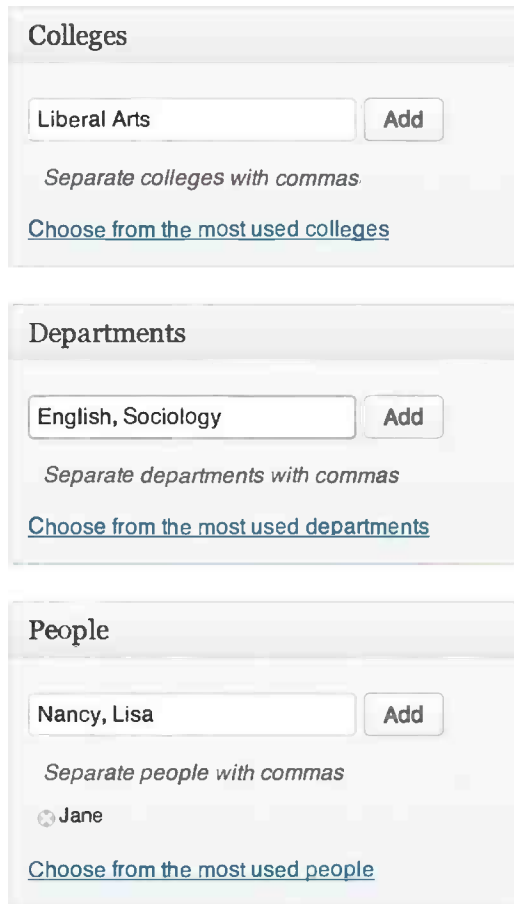 Colleges
Liberal Arts Add
Separate colleges with commas
Choose from the most used colleges
Departments
English, Sociology Add
Separate departments with commas
Choose from the most used departments
People
Nancy, Lisa Add
Separate people with commas
Jane
Choose from the most used people